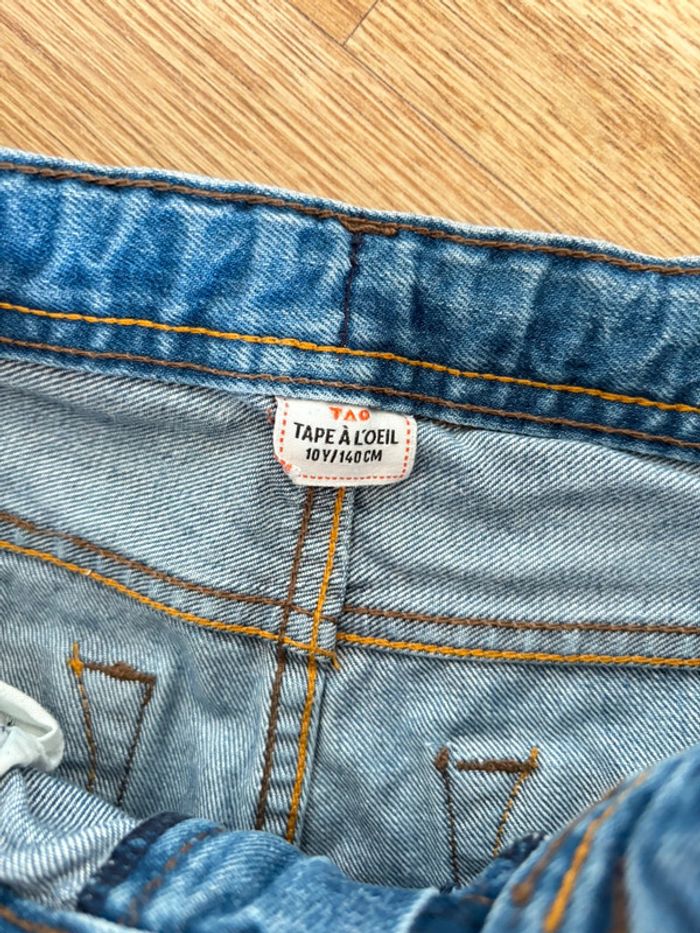 TAO
TAPE À L'OEIL
10Y/140CM